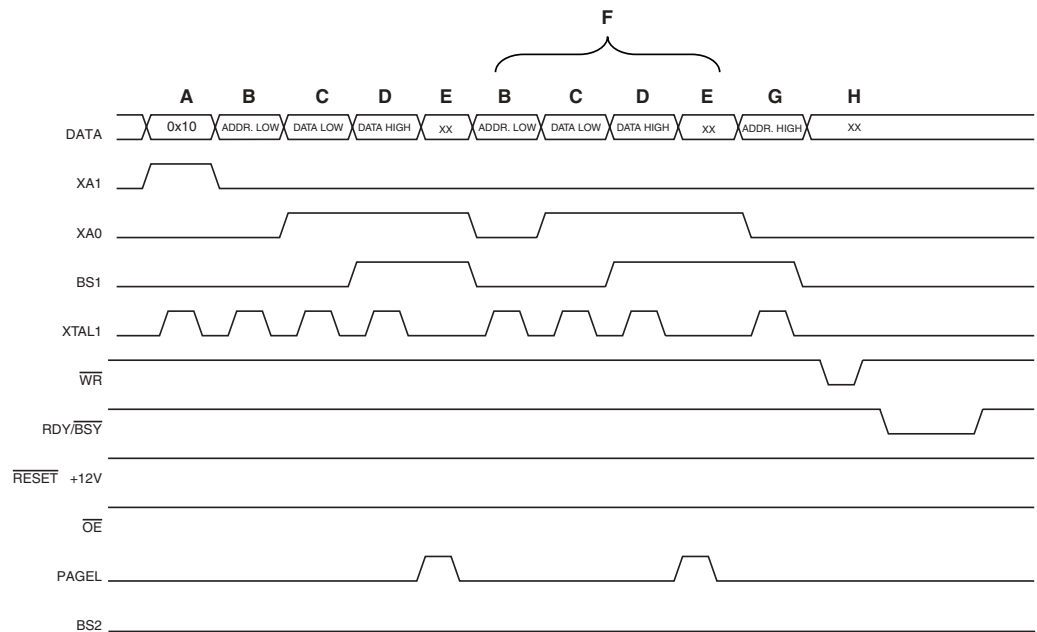 F
A B C D E B C D E G H
DATA 0x10 ADDR. LOW DATA LOW DATA HIGH XX ADDR. LOW DATA LOW DATA HIGH XX ADDR. HIGH XX
XA1
XA0
BS1
XTAL1
WR
RDY/BSY
RESET +12V
OE
PAGEL
BS2